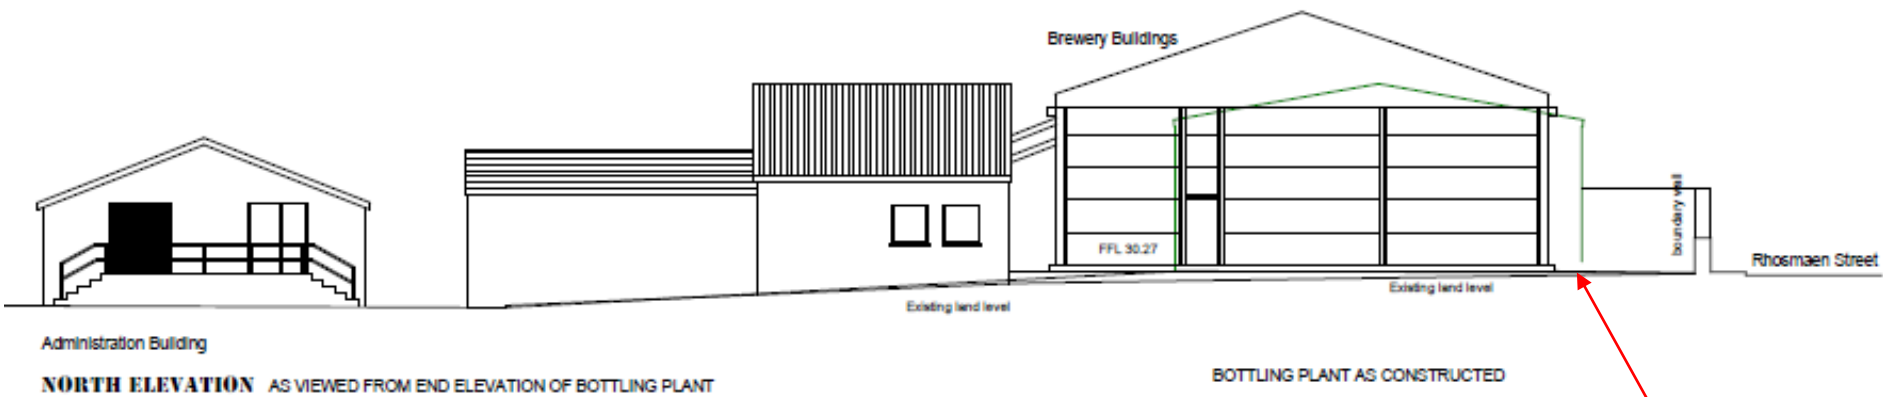 Brewery Buildings
FFL 30.27
boundary wall
Rhosmaen Street
Existing land level
Existing land level
Administration Building
NORTH ELEVATION AS VIEWED FROM END ELEVATION OF BOTTLING PLANT
BOTTLING PLANT AS CONSTRUCTED